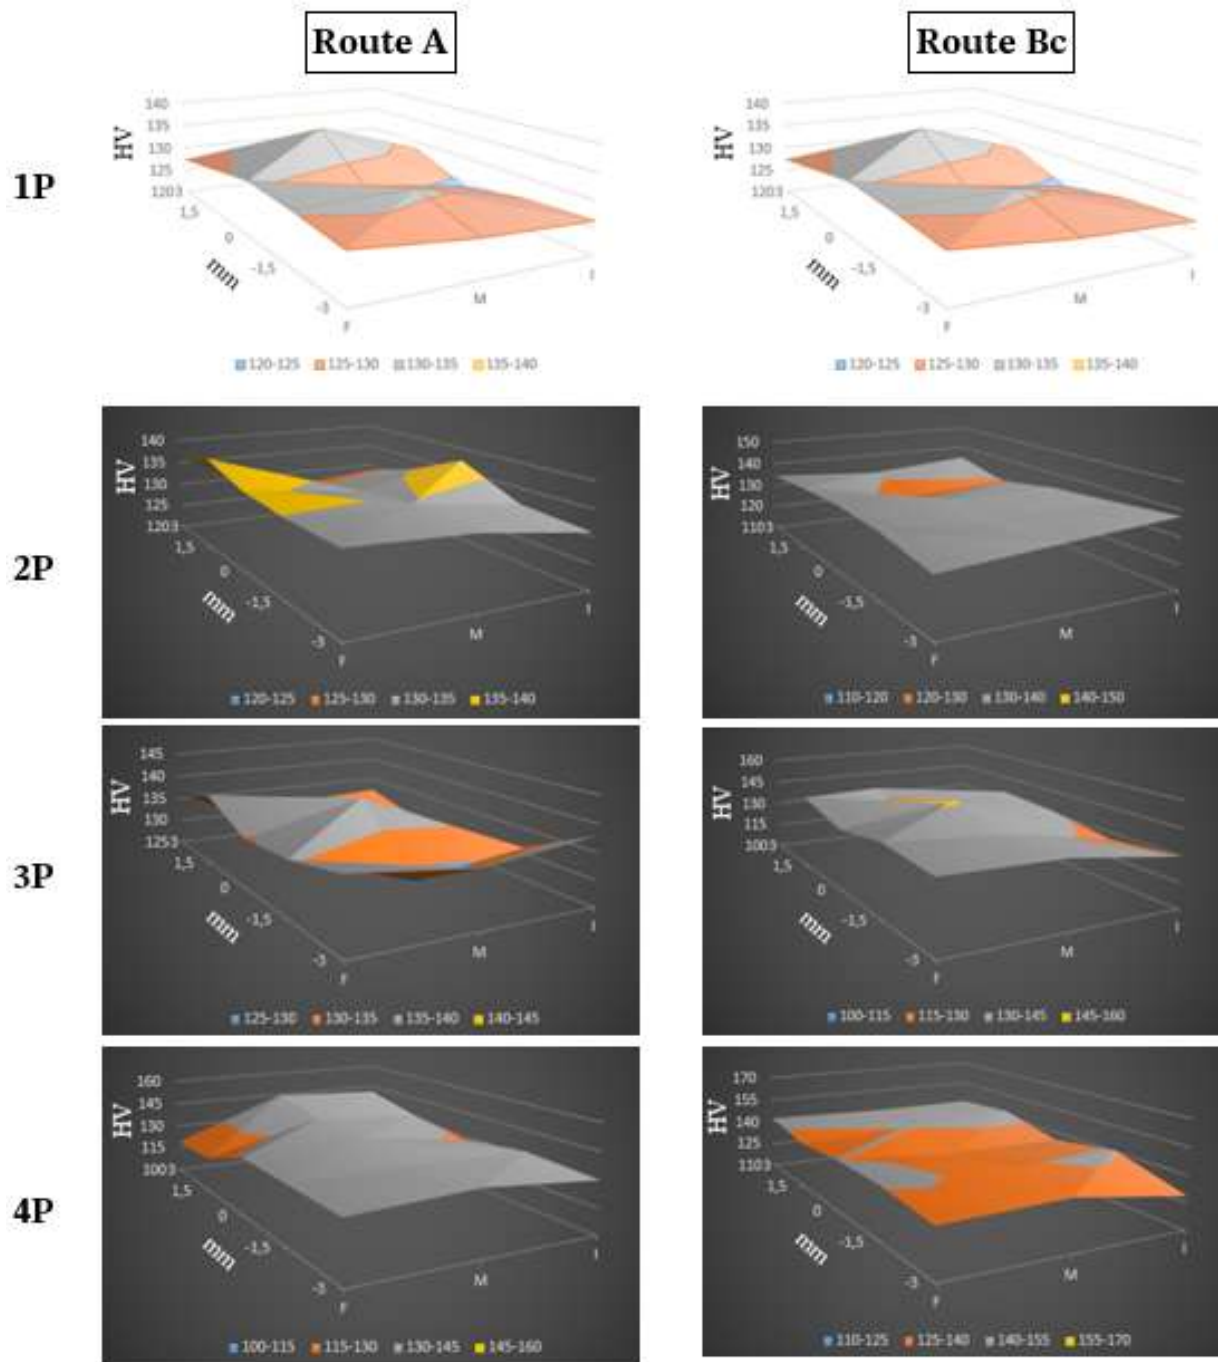 Route A Route Bc
1P
HV
140
135
130
125
1203
1,5
0
-1,5
-3
mm
F
M
I
120-125 125-130 130-135 135-140
HV
140
135
130
125
1203
1,5
0
-1,5
-3
mm
F
M
I
120-125 125-130 130-135 135-140
2P
HV
140
135
130
125
1203
1,5
0
-1,5
-3
mm
F
M
I
120-125 125-130 130-135 135-140
HV
150
140
130
120
1103
1,5
0
-1,5
-3
mm
F
M
I
110-120 120-130 130-140 140-150
3P
HV
145
140
135
130
1253
1,5
0
-1,5
-3
mm
F
M
I
125-130 130-135 135-140 140-145
HV
160
145
130
115
1003
1,5
0
-1,5
-3
mm
F
M
I
100-115 115-130 130-145 145-160
4P
HV
160
145
130
115
1003
1,5
0
-1,5
-3
mm
F
M
I
100-115 115-130 130-145 145-160
HV
170
155
140
125
1103
1,5
0
-1,5
-3
mm
F
M
I
110-125 125-140 140-155 155-170